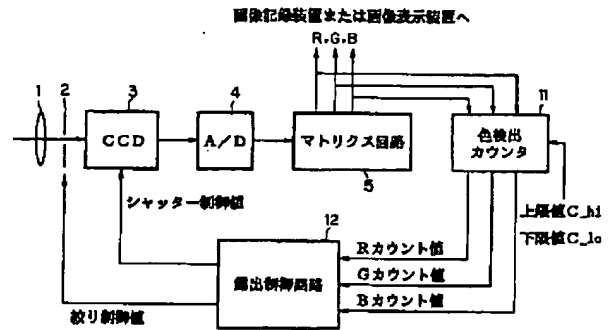 画像記録装置または画像表示装置へ
R.G.B
1
2
3
4
11
CCD
A/D
マトリクス回路
色検出
カウンタ
5
シャッター制御値
上限値C_hi
下限値C_lo
12
Rカウント値
Gカウント値
Bカウント値
露出制御回路
絞り制御値